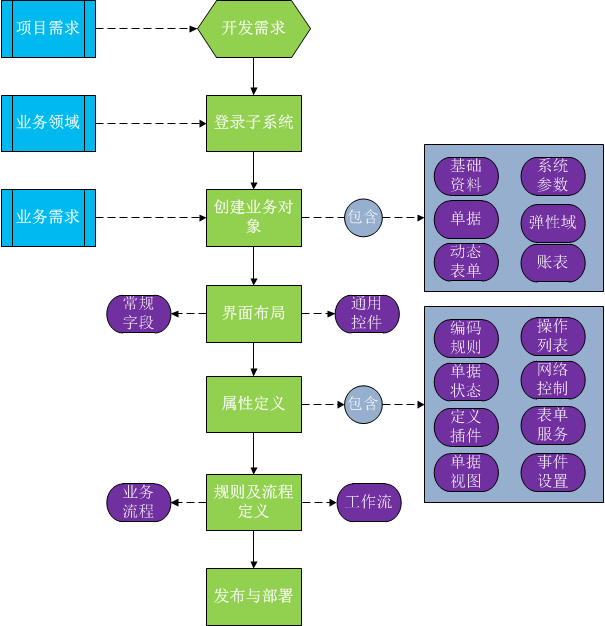 项目需求
开发需求
业务领域
登录子系统
业务需求
创建业务对
象
包含
基础
资料
系统
参数
单据
弹性域
动态
表单
账表
常规
字段
界面布局
通用
控件
属性定义
包含
编码
规则
操作
列表
单据
状态
网络
控制
定义
插件
表单
服务
单据
视图
事件
设置
业务
流程
规则及流程
定义
工作流
发布与部署